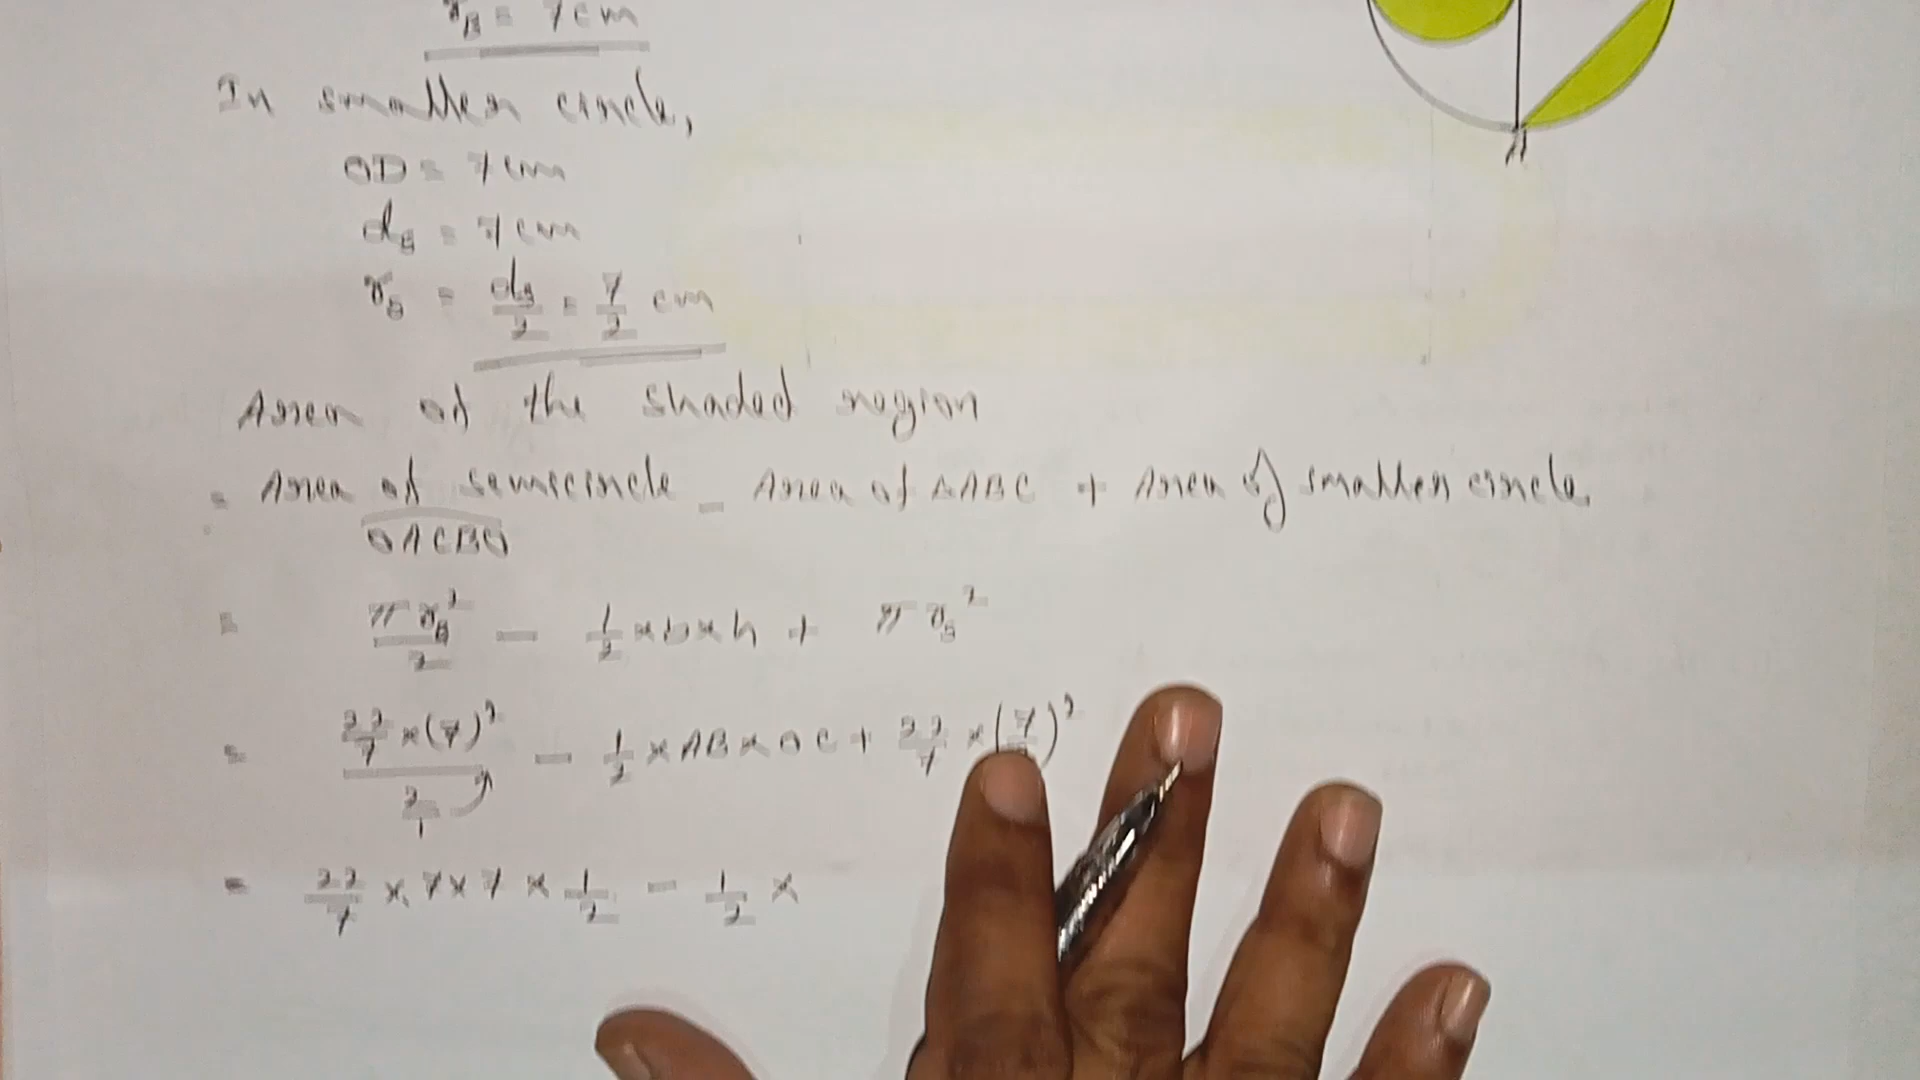 r_B = 7cm
In smaller circle,
OD = 7cm
d_s = 7cm
r_s = d_s/2 = 7/2 cm
A
Area of the shaded region
= Area of semicircle - Area of ΔABC + Area of smaller circle
OACBO
= πr_B²/2 - 1/2 × b × h + πr_s²
= 22/7 × (7)² / 2/1 - 1/2 × AB × OC + 22/7 × (7 )²
= 22/7 × 7 × 7 × 1/2 - 1/2 ×